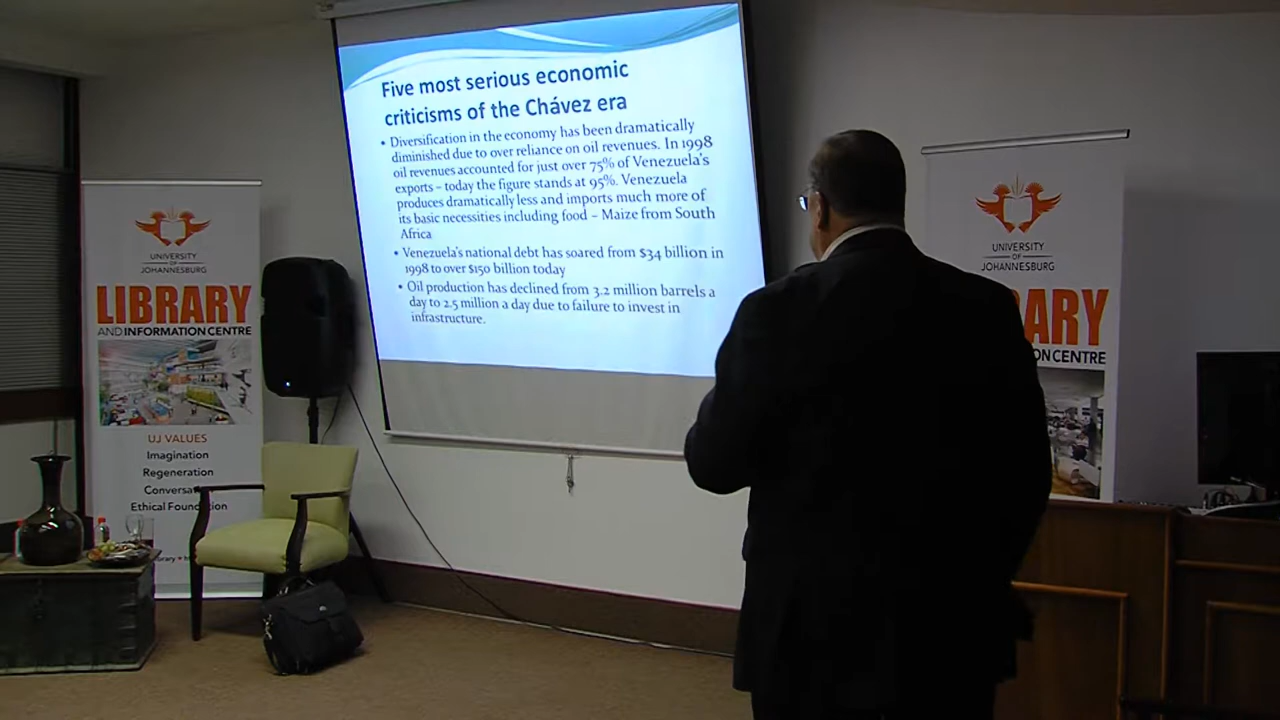 Five most serious economic
criticisms of the Chávez era
• Diversification in the economy has been dramatically
diminished due to over reliance on oil revenues. In 1998
oil revenues accounted for just over 75% of Venezuela's
exports – today the figure stands at 95%. Venezuela
produces dramatically less and imports much more of
its basic necessities including food – Maize from South
Africa
• Venezuela's national debt has soared from $34 billion in
1998 to over $150 billion today
• Oil production has declined from 3.2 million barrels a
day to 2.5 million a day due to failure to invest in
infrastructure.
UNIVERSITY
OF
JOHANNESBURG
LIBRARY
AND INFORMATION CENTRE
UJ VALUES
Imagination
Regeneration
Conversa
Ethical Foun ion
UNIVERSITY
OF
JOHANNESBURG
ARY
ON CENTRE